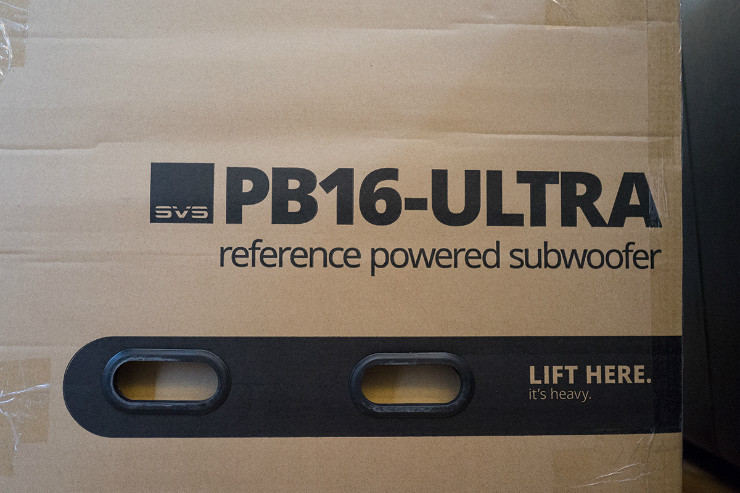 SVS PB16-ULTRA
reference powered subwoofer
LIFT HERE.
it's heavy.